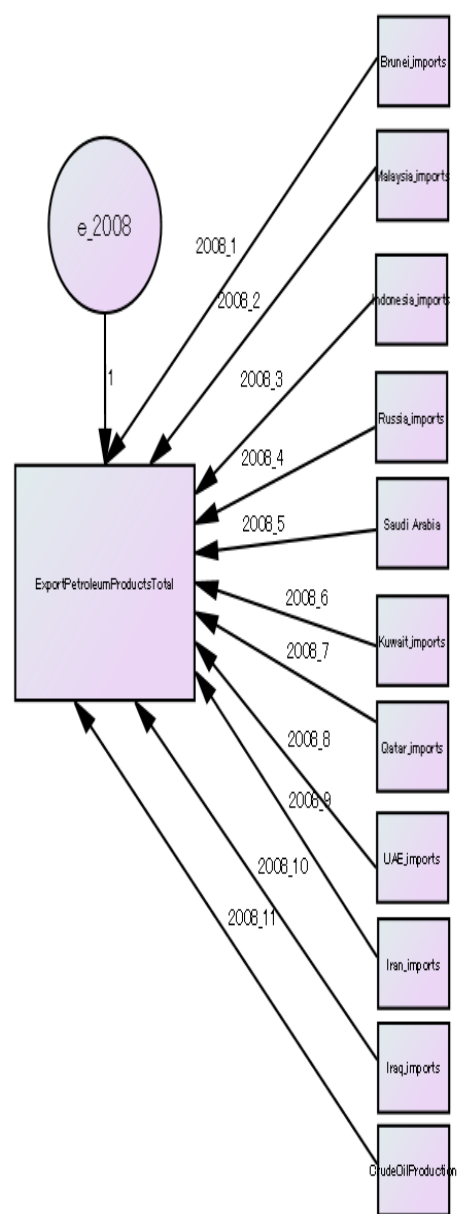 Brunei_imports
e_2008
Malaysia_imports
2008_1
2008_2
Indonesia_imports
1
2008_3
Russia_imports
2008_4
2008_5
Saudi Arabia
ExportPetroleumProductsTotal
2008_6
Kuwait_imports
2008_7
Qatar_imports
2008_8
2008_9
UAE_imports
2008_10
2008_11
Iran_imports
Iraq_imports
CrudeOilProduction